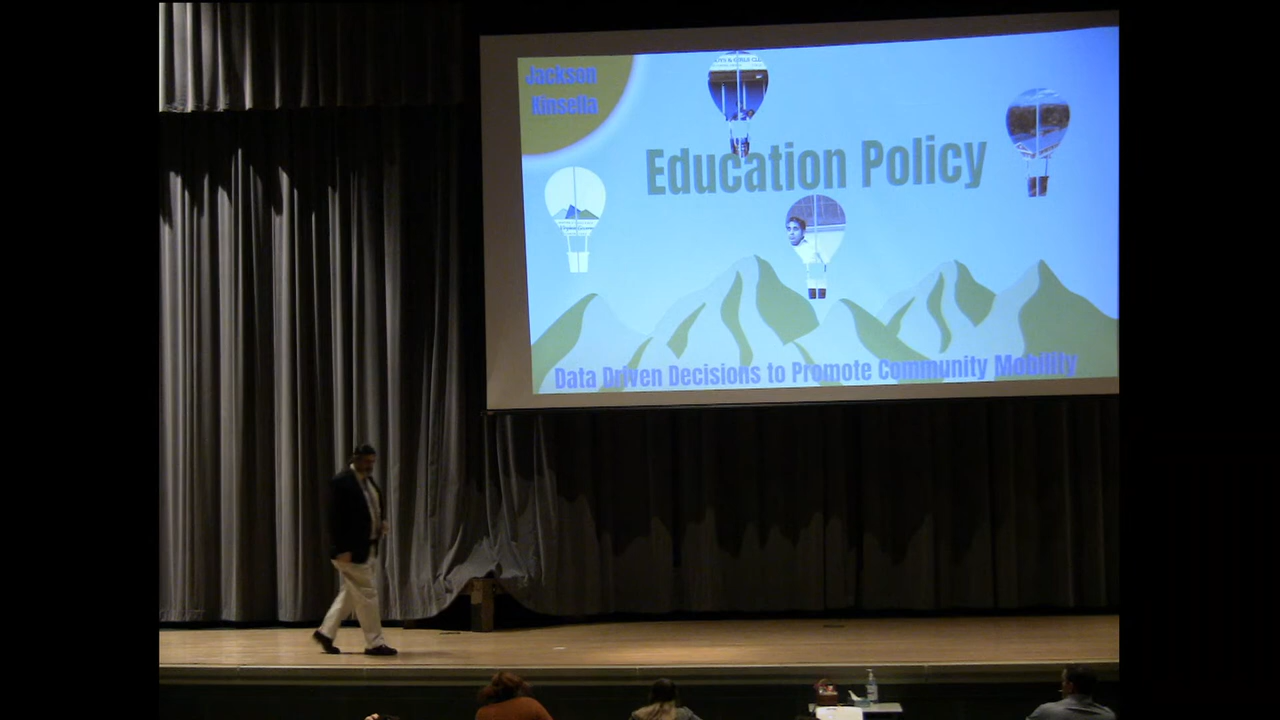 Jackson
Kinsella
Education Policy
Data Driven Decisions to Promote Community Mobility